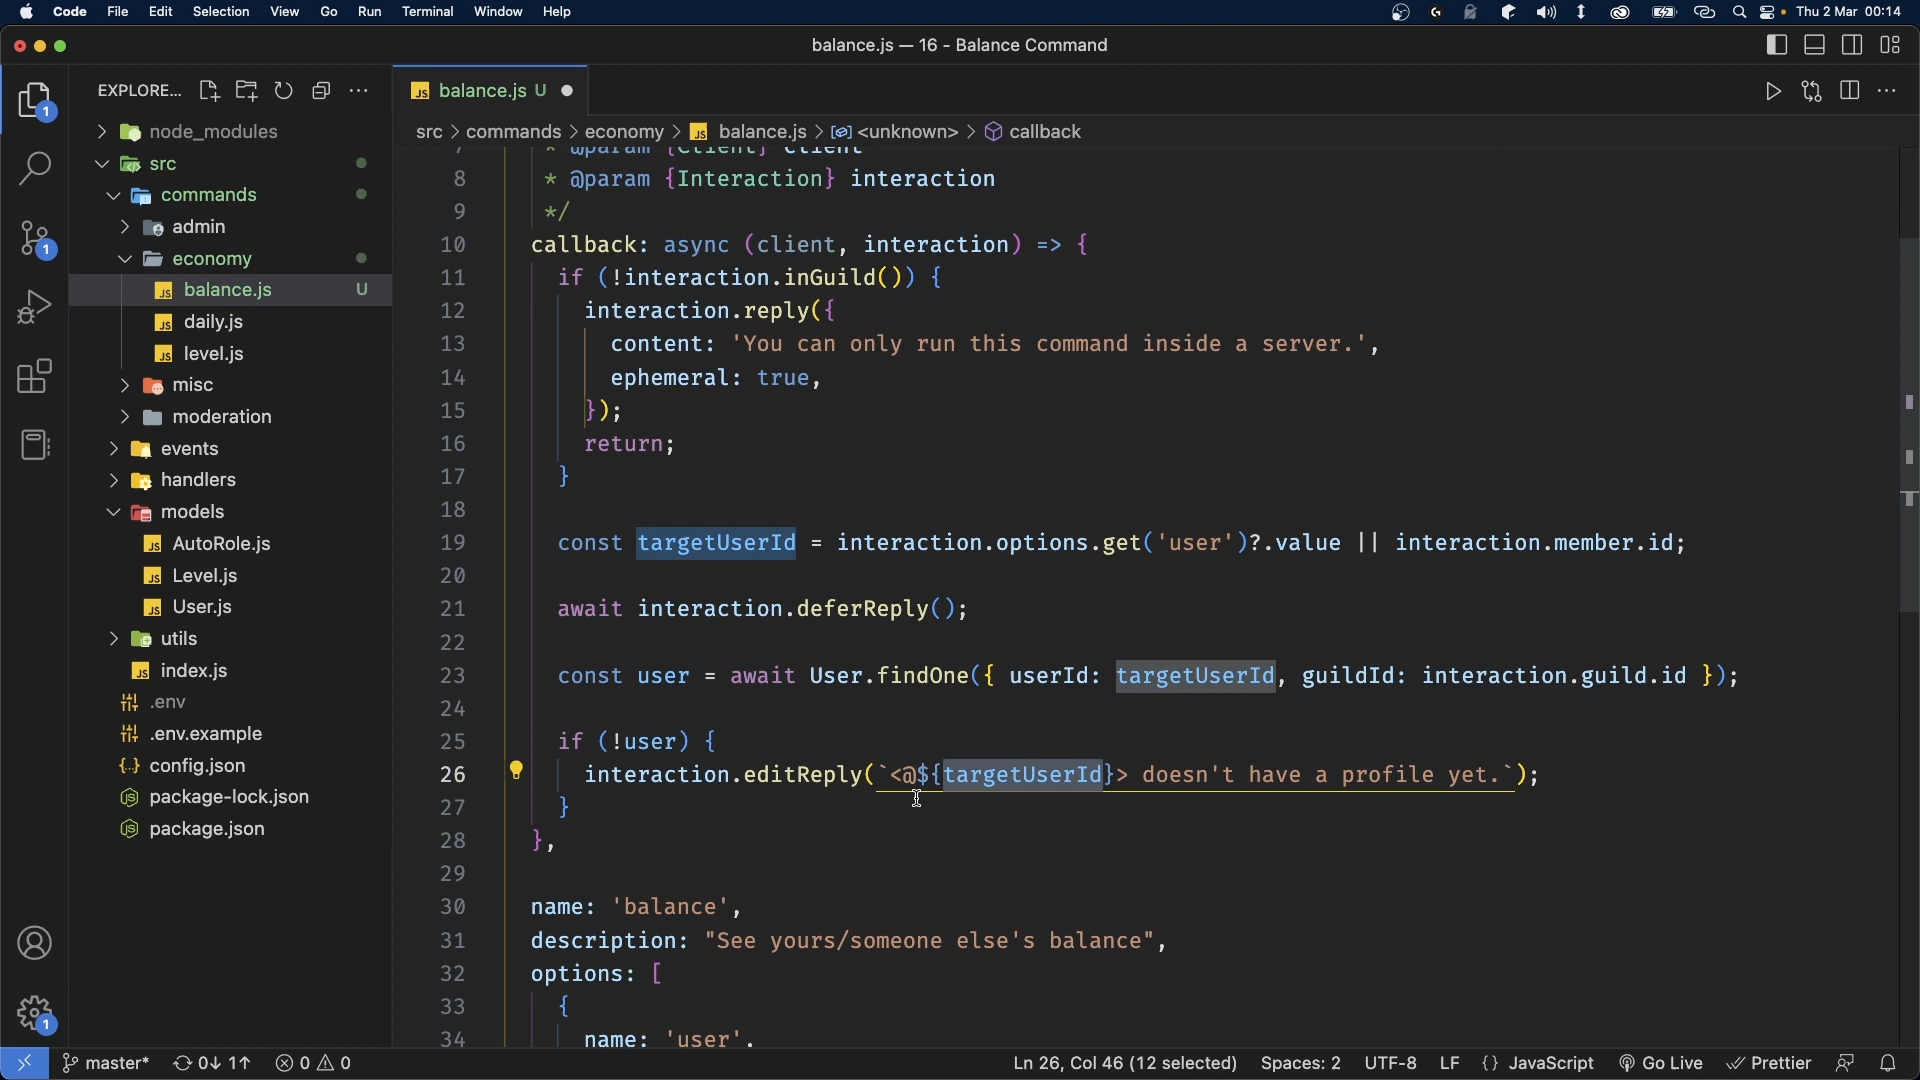 Code File Edit Selection View Go Run Terminal Window Help Thu 2 Mar 00:14
balance.js — 16 - Balance Command
EXPLORE...
balance.js U
src > commands > economy > balance.js > <unknown> > callback
node_modules
src
commands
admin
economy
balance.js U
daily.js
level.js
misc
moderation
events
handlers
models
AutoRole.js
Level.js
User.js
utils
index.js
.env
.env.example
config.json
package-lock.json
package.json
7 * @param {Client} client
8 * @param {Interaction} interaction
9 */
10 callback: async (client, interaction) => {
11 if (!interaction.inGuild()) {
12 interaction.reply({
13 content: 'You can only run this command inside a server.',
14 ephemeral: true,
15 });
16 return;
17 }
18
19 const targetUserId = interaction.options.get('user')?.value || interaction.member.id;
20
21 await interaction.deferReply();
22
23 const user = await User.findOne({ userId: targetUserId, guildId: interaction.guild.id });
24
25 if (!user) {
26 interaction.editReply(`<@${targetUserId}> doesn't have a profile yet.`);
27 }
28 },
29
30 name: 'balance',
31 description: "See yours/someone else's balance",
32 options: [
33 {
34 name: 'user',
1
1
1
master* 0↓ 1↑ 0 0 Ln 26, Col 46 (12 selected) Spaces: 2 UTF-8 LF {} JavaScript Go Live Prettier